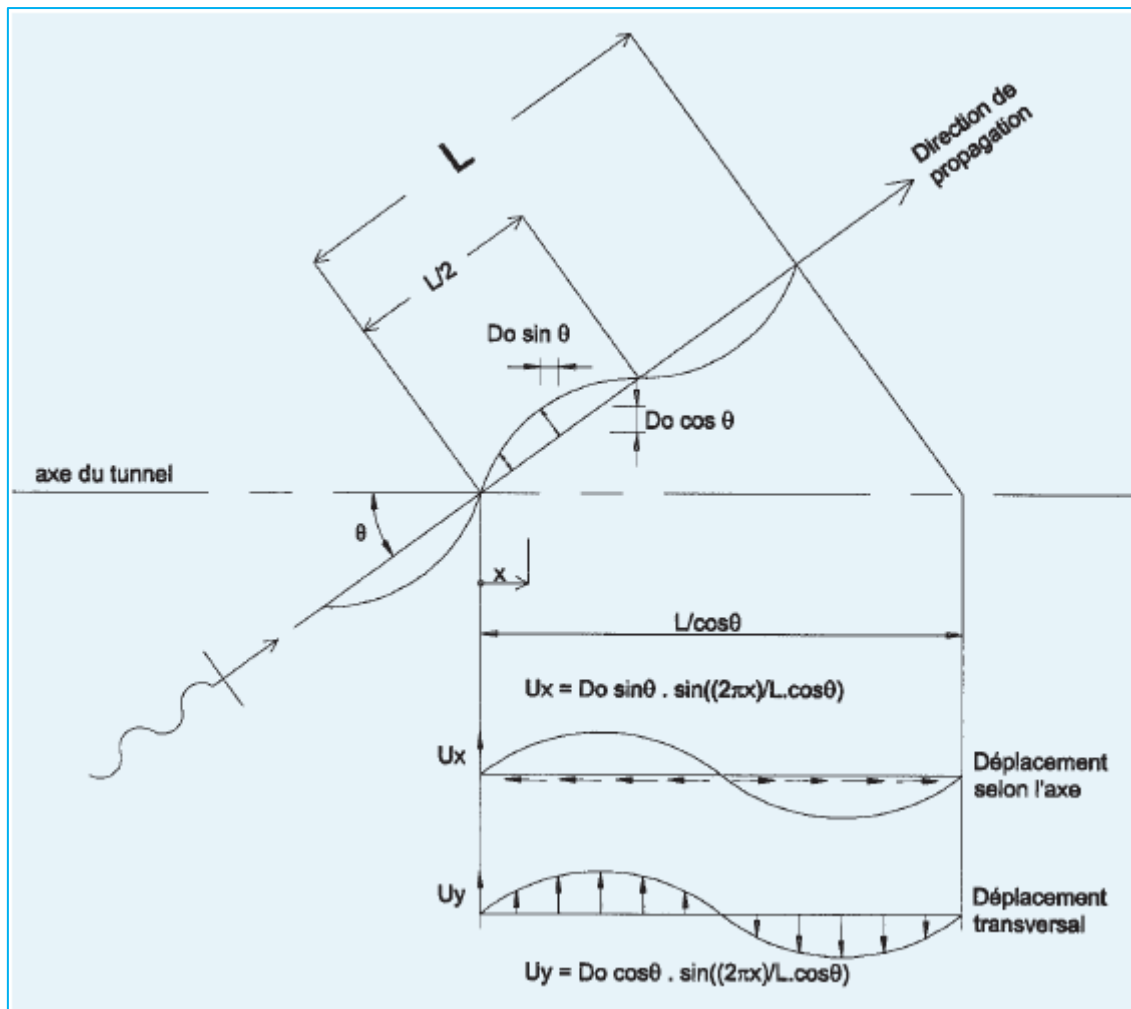 Direction de
propagation
L
L/2
Do sin θ
Do cos θ
axe du tunnel
θ
x
L/cosθ
Ux = Do sinθ . sin((2πx)/L.cosθ)
Ux
Déplacement
selon l'axe
Uy
Déplacement
transversal
Uy = Do cosθ . sin((2πx)/L.cosθ)